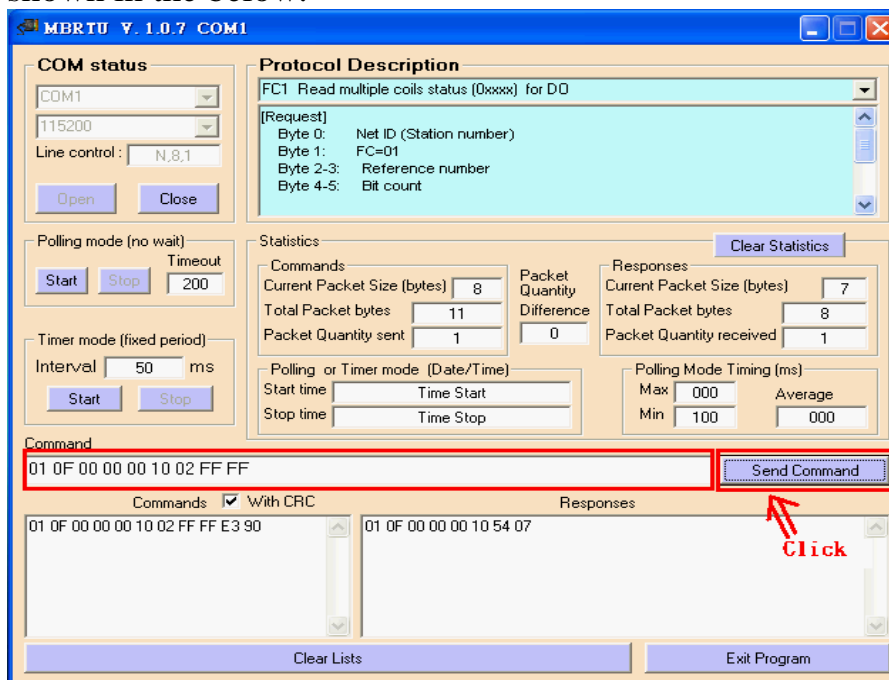 MBRTU V. 1.0.7 COM1
COM status
COM1
115200
Line control : N,8,1
Open Close
Protocol Description
FC1 Read multiple coils status (0xxxx) for DO
[Request]
Byte 0: Net ID (Station number)
Byte 1: FC=01
Byte 2-3: Reference number
Byte 4-5: Bit count
Polling mode (no wait)
Timeout
Start Stop 200
Timer mode (fixed period)
Interval 50 ms
Start Stop
Statistics
Clear Statistics
Commands
Current Packet Size (bytes) 8
Total Packet bytes 11
Packet Quantity sent 1
Packet
Quantity
Difference
0
Responses
Current Packet Size (bytes) 7
Total Packet bytes 8
Packet Quantity received 1
Polling or Timer mode (Date/Time)
Start time Time Start
Stop time Time Stop
Polling Mode Timing (ms)
Max 000 Average
Min 100 000
Command
01 0F 00 00 00 10 02 FF FF
Send Command
Commands With CRC
Responses
01 0F 00 00 00 10 02 FF FF E3 90
01 0F 00 00 00 10 54 07
Click
Clear Lists
Exit Program